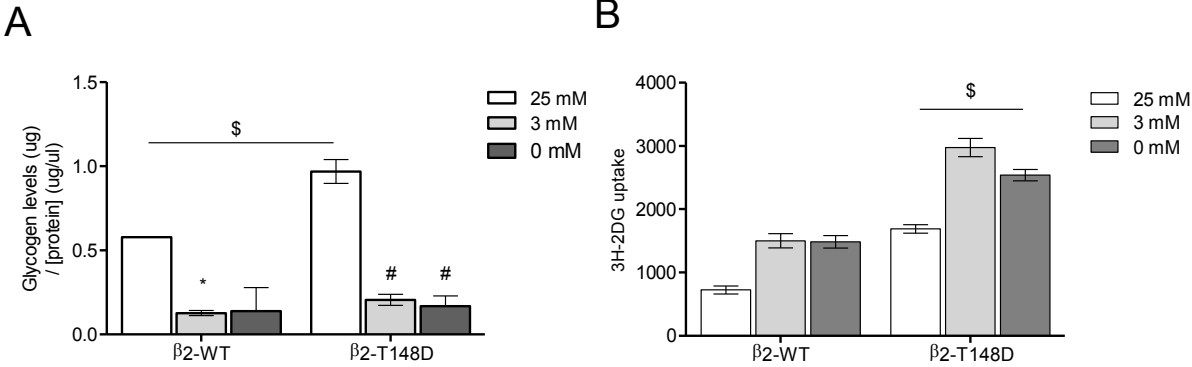 A
Glycogen levels (ug)
/ [protein] (ug/ul)
1.5
1.0
0.5
0.0
$
*
#
#
β2-WT
β2-T148D
25 mM
3 mM
0 mM
B
3H-2DG uptake
4000
3000
2000
1000
0
$
β2-WT
β2-T148D
25 mM
3 mM
0 mM